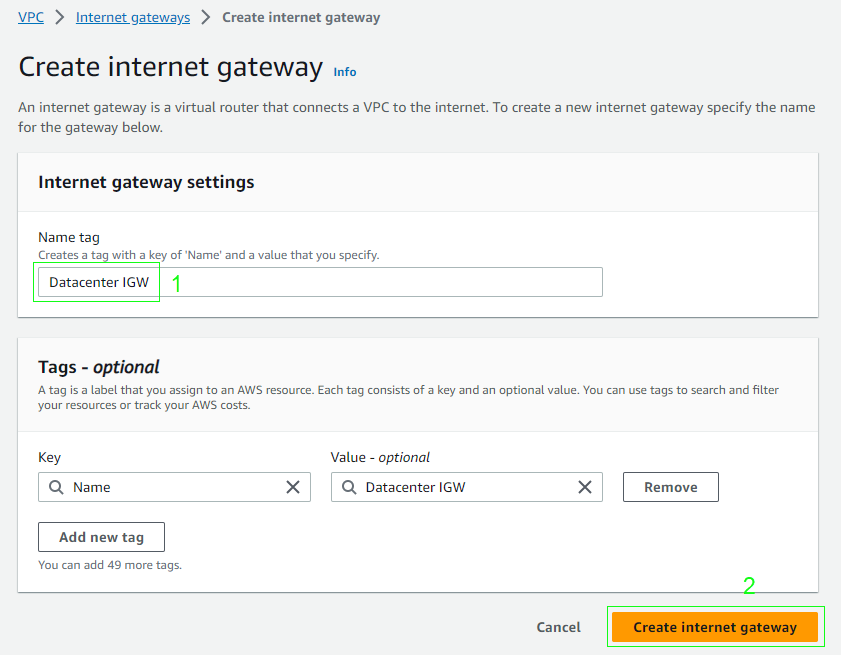 VPC > Internet gateways > Create internet gateway
Create internet gateway Info
An internet gateway is a virtual router that connects a VPC to the internet. To create a new internet gateway specify the name
for the gateway below.
Internet gateway settings
Name tag
Creates a tag with a key of 'Name' and a value that you specify.
Datacenter IGW 1
Tags - optional
A tag is a label that you assign to an AWS resource. Each tag consists of a key and an optional value. You can use tags to search and filter
your resources or track your AWS costs.
Key Value - optional
Name Datacenter IGW Remove
Add new tag
You can add 49 more tags.
2
Cancel Create internet gateway